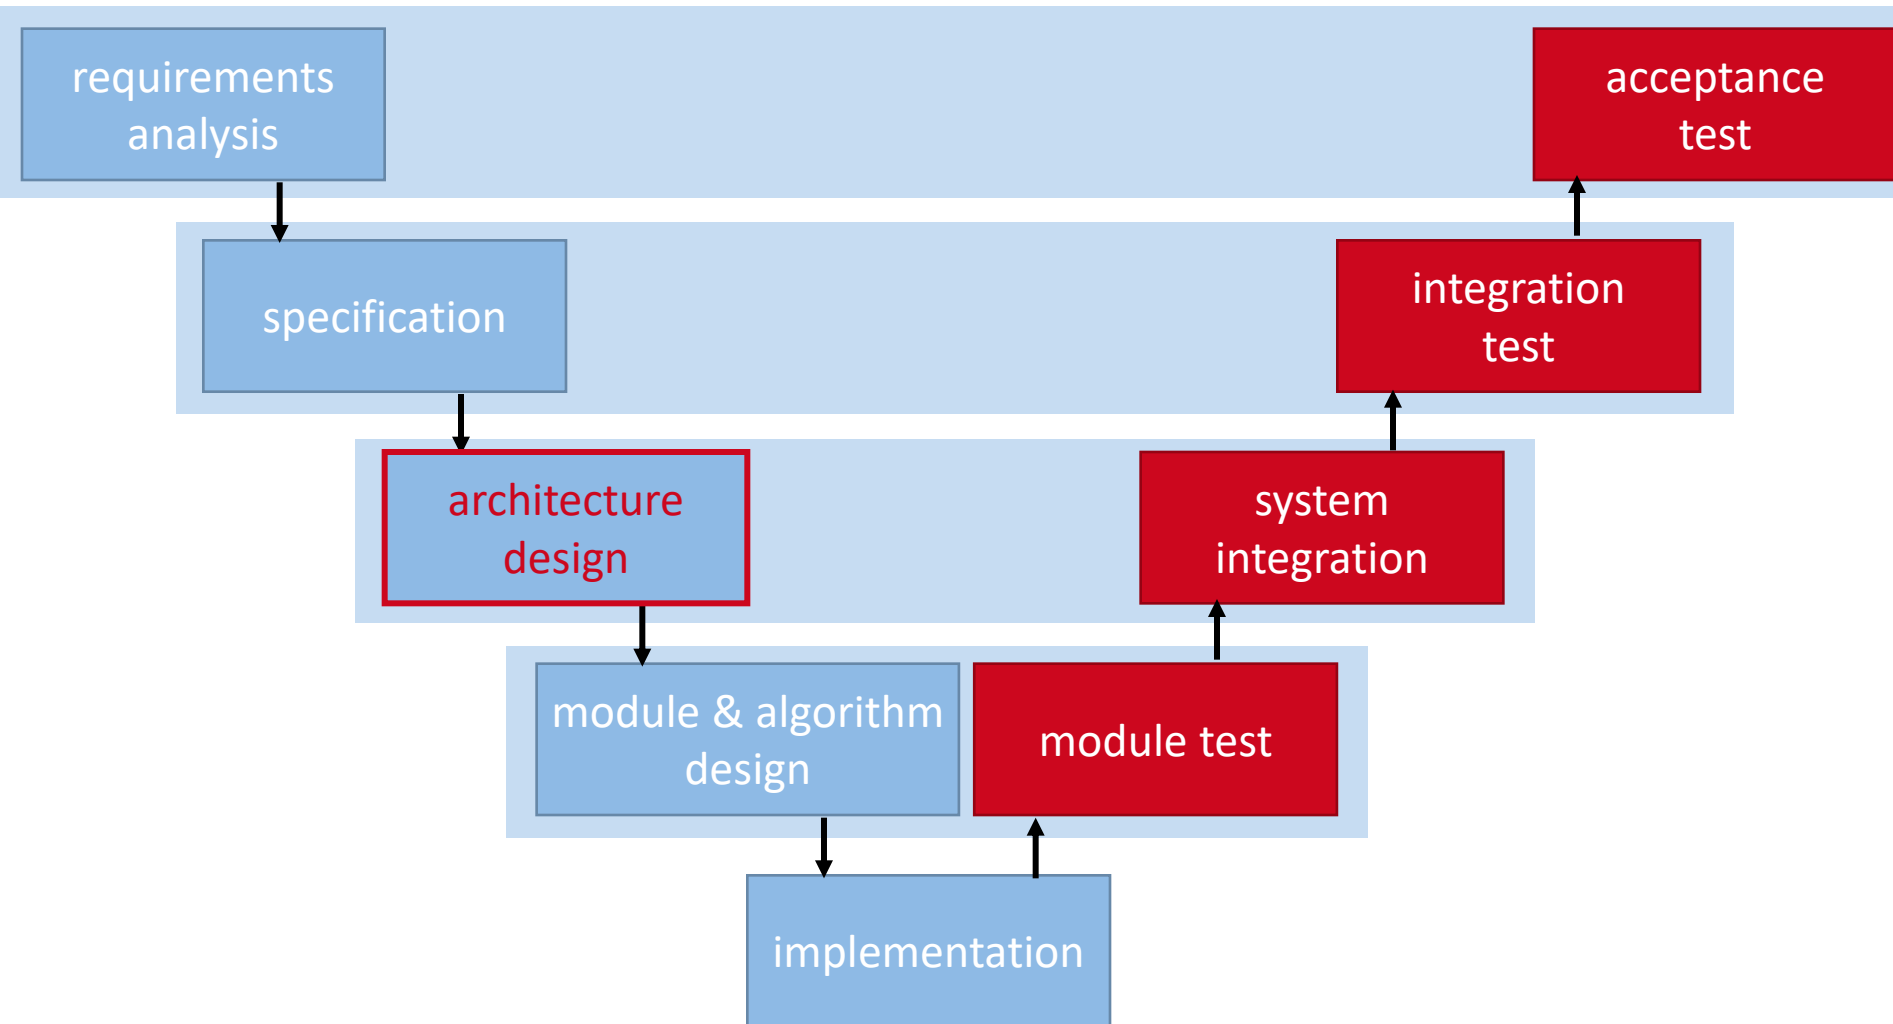 requirements
analysis
acceptance
test
specification
integration
test
architecture
design
system
integration
module & algorithm
design
module test
implementation